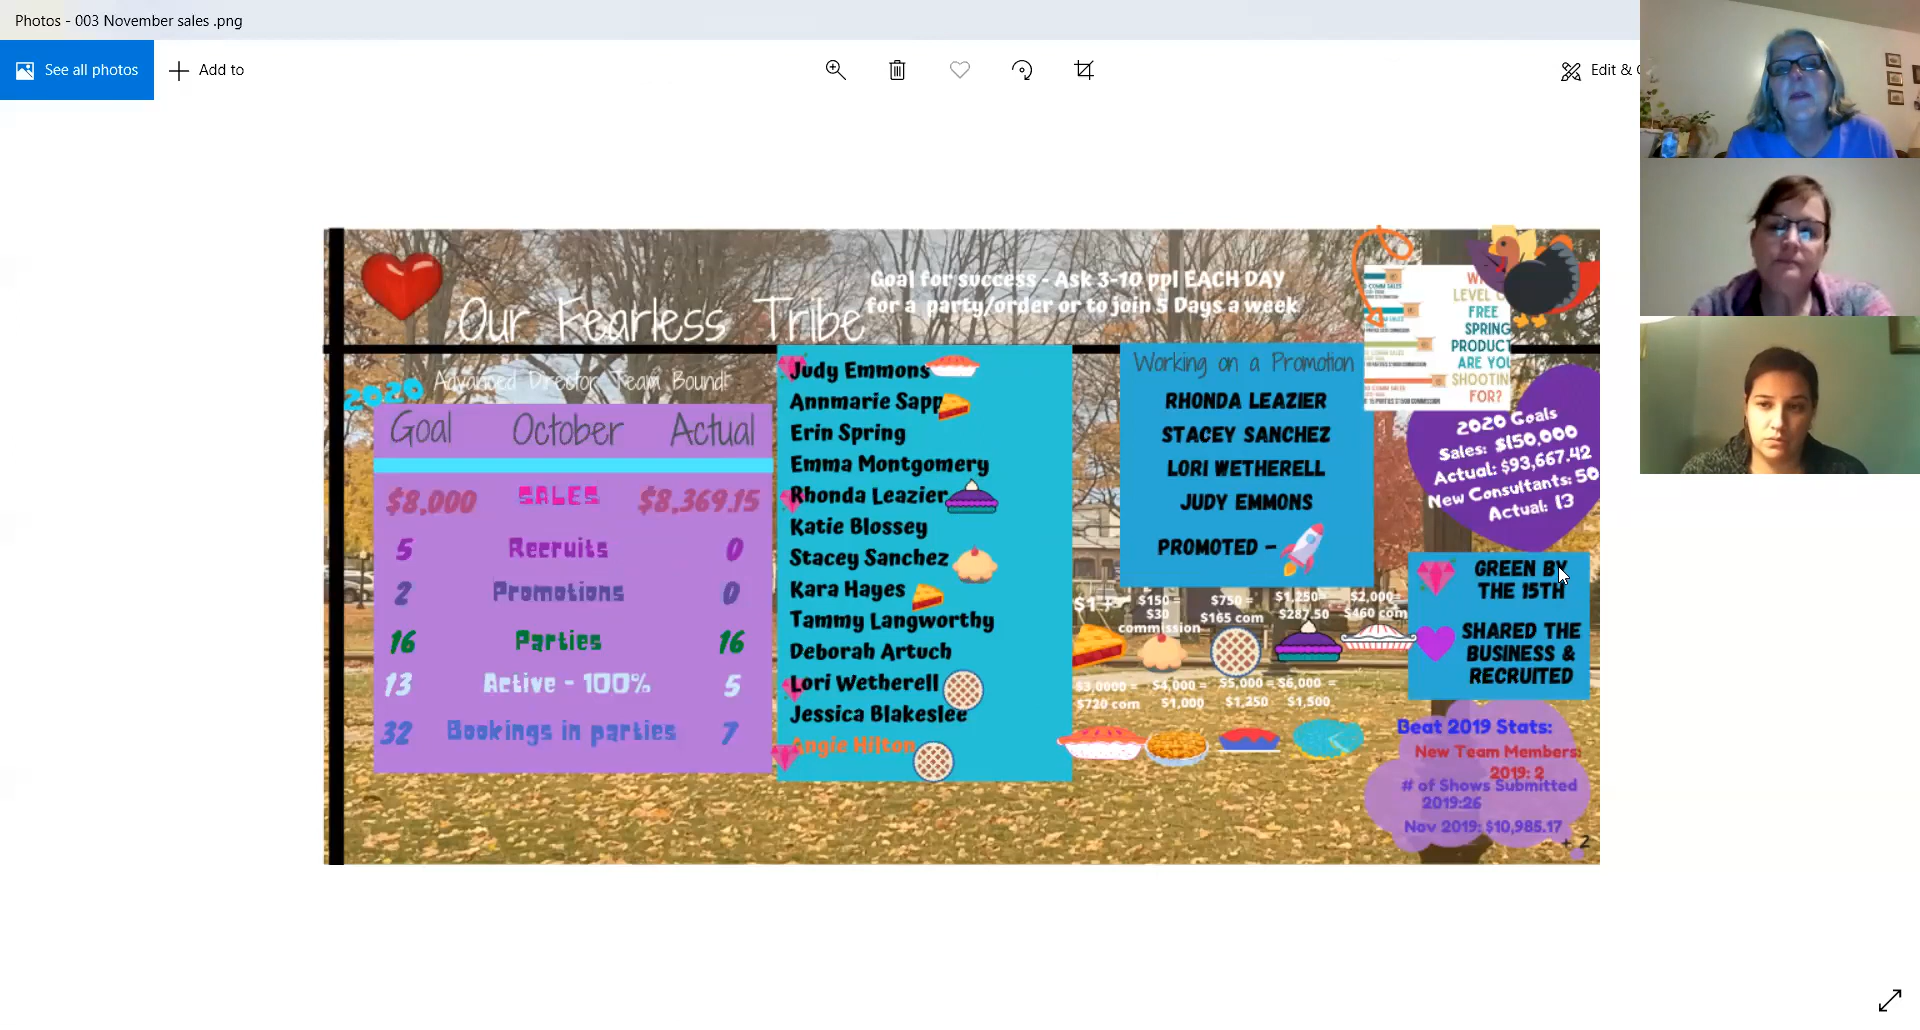 Photos - 003 November sales .png
See all photos
Add to
Edit &
Our Fearless Tribe
Goal for success - Ask 3-10 ppl EACH DAY
for a party/order or to join 5 Days a week
2020
Advanced Director Team Bound!
Goal October Actual
$8,000 SALES $8,369.15
5 Recruits 0
2 Promotions 0
16 Parties 16
13 Active - 100% 5
32 Bookings in parties 7
Judy Emmons
Annmarie Sapp
Erin Spring
Emma Montgomery
Rhonda Leazier
Katie Blossey
Stacey Sanchez
Kara Hayes
Tammy Langworthy
Deborah Artuch
Lori Wetherell
Jessica Blakeslee
Angie Hilton
Working on a Promotion
RHONDA LEAZIER
STACEY SANCHEZ
LORI WETHERELL
JUDY EMMONS
PROMOTED -
$150 =
$30
commission
$750 =
$165 com
$1,250=
$287.50
$2,000=
$460 com
$3,0000 =
$720 com
$4,000 =
$1,000
$5,000 =
$1,250
$6,000 =
$1,500
LEVEL
FREE
SPRING
PRODUCT
ARE YOU
SHOOTIN
FOR?
2020 Goals
Sales: $150,000
Actual: $93,667.42
New Consultants: 50
Actual: 13
GREEN BY
THE 15TH
SHARED THE
BUSINESS &
RECRUITED
Beat 2019 Stats:
New Team Members:
2019: 2
# of Shows Submitted
2019:26
Nov 2019: $10,985.17
+ 2